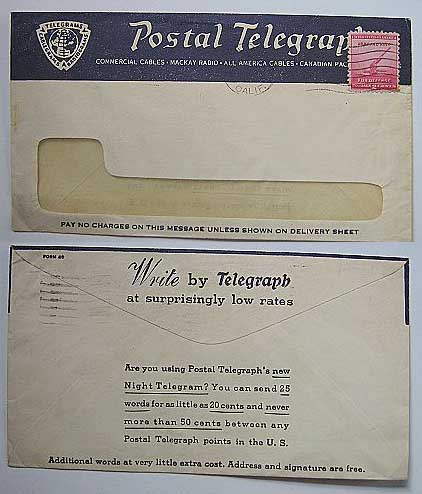 TELEGRAMS
Postal Telegraph
COMMERCIAL CABLES · MACKAY RADIO · ALL AMERICA CABLES · CANADIAN PAC
FOR DEFENSE
CALIF.
PAY NO CHARGES ON THIS MESSAGE UNLESS SHOWN ON DELIVERY SHEET
FORM 40
Write by Telegraph
at surprisingly low rates
Are you using Postal Telegraph's new
Night Telegram? You can send 25
words for as little as 20 cents and never
more than 50 cents between any
Postal Telegraph points in the U. S.
Additional words at very little extra cost. Address and signature are free.